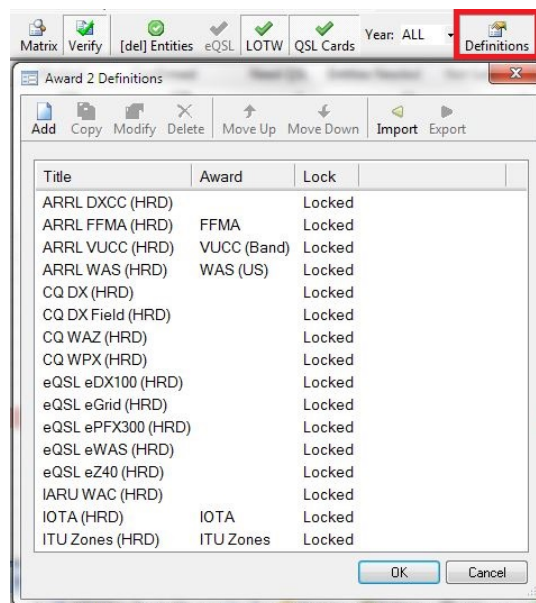 Matrix Verify [del] Entities eQSL LOTW QSL Cards Year: ALL Definitions
Award 2 Definitions
Add Copy Modify Delete Move Up Move Down Import Export
Title Award Lock
ARRL DXCC (HRD) Locked
ARRL FFMA (HRD) FFMA Locked
ARRL VUCC (HRD) VUCC (Band) Locked
ARRL WAS (HRD) WAS (US) Locked
CQ DX (HRD) Locked
CQ DX Field (HRD) Locked
CQ WAZ (HRD) Locked
CQ WPX (HRD) Locked
eQSL eDX100 (HRD) Locked
eQSL eGrid (HRD) Locked
eQSL ePFX300 (HRD) Locked
eQSL eWAS (HRD) Locked
eQSL eZ40 (HRD) Locked
IARU WAC (HRD) Locked
IOTA (HRD) IOTA Locked
ITU Zones (HRD) ITU Zones Locked
OK Cancel